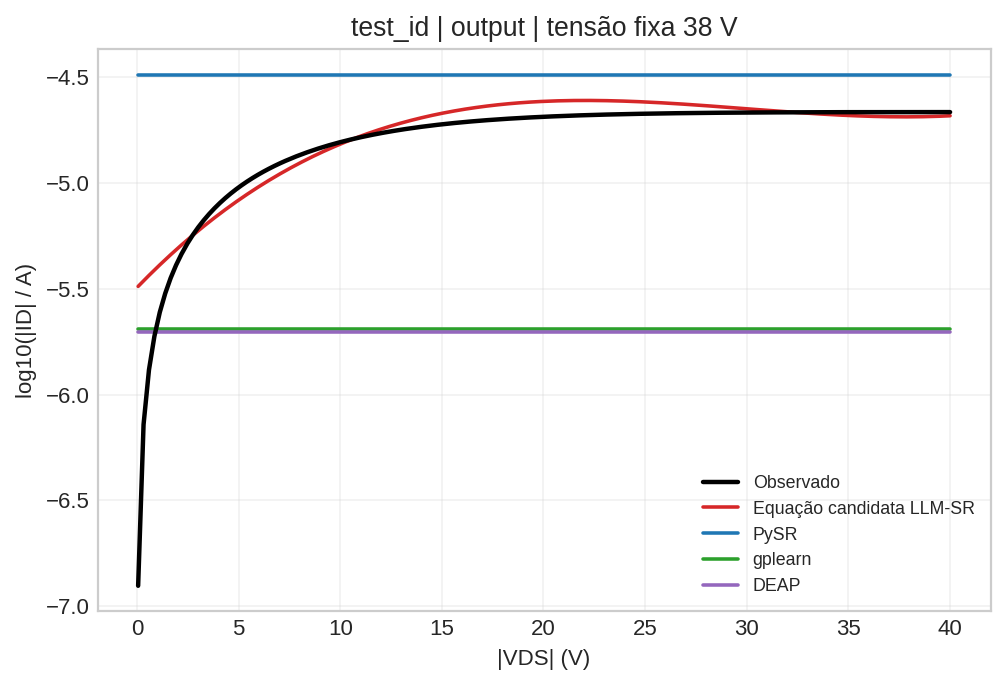 test_id | output | tensão fixa 38 V
log10(|ID| / A)
−4.5
−5.0
−5.5
−6.0
−6.5
−7.0
Observado
Equação candidata LLM-SR
PySR
gplearn
DEAP
0 5 10 15 20 25 30 35 40
|VDS| (V)